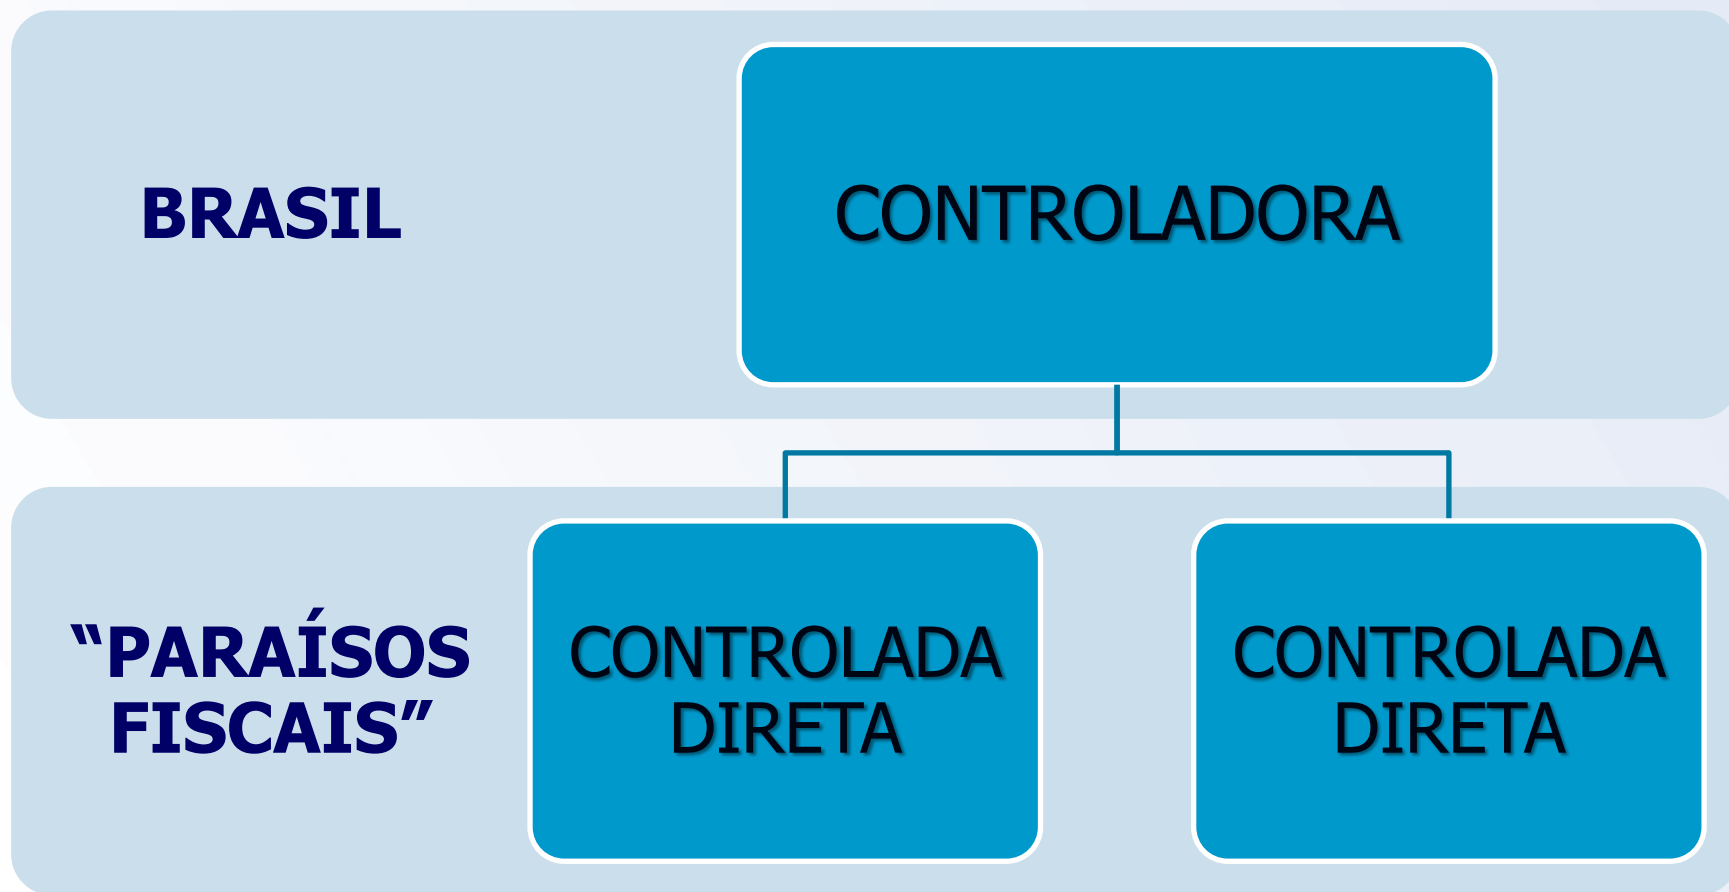 BRASIL
CONTROLADORA
“PARAÍSOS
FISCAIS”
CONTROLADA
DIRETA
CONTROLADA
DIRETA